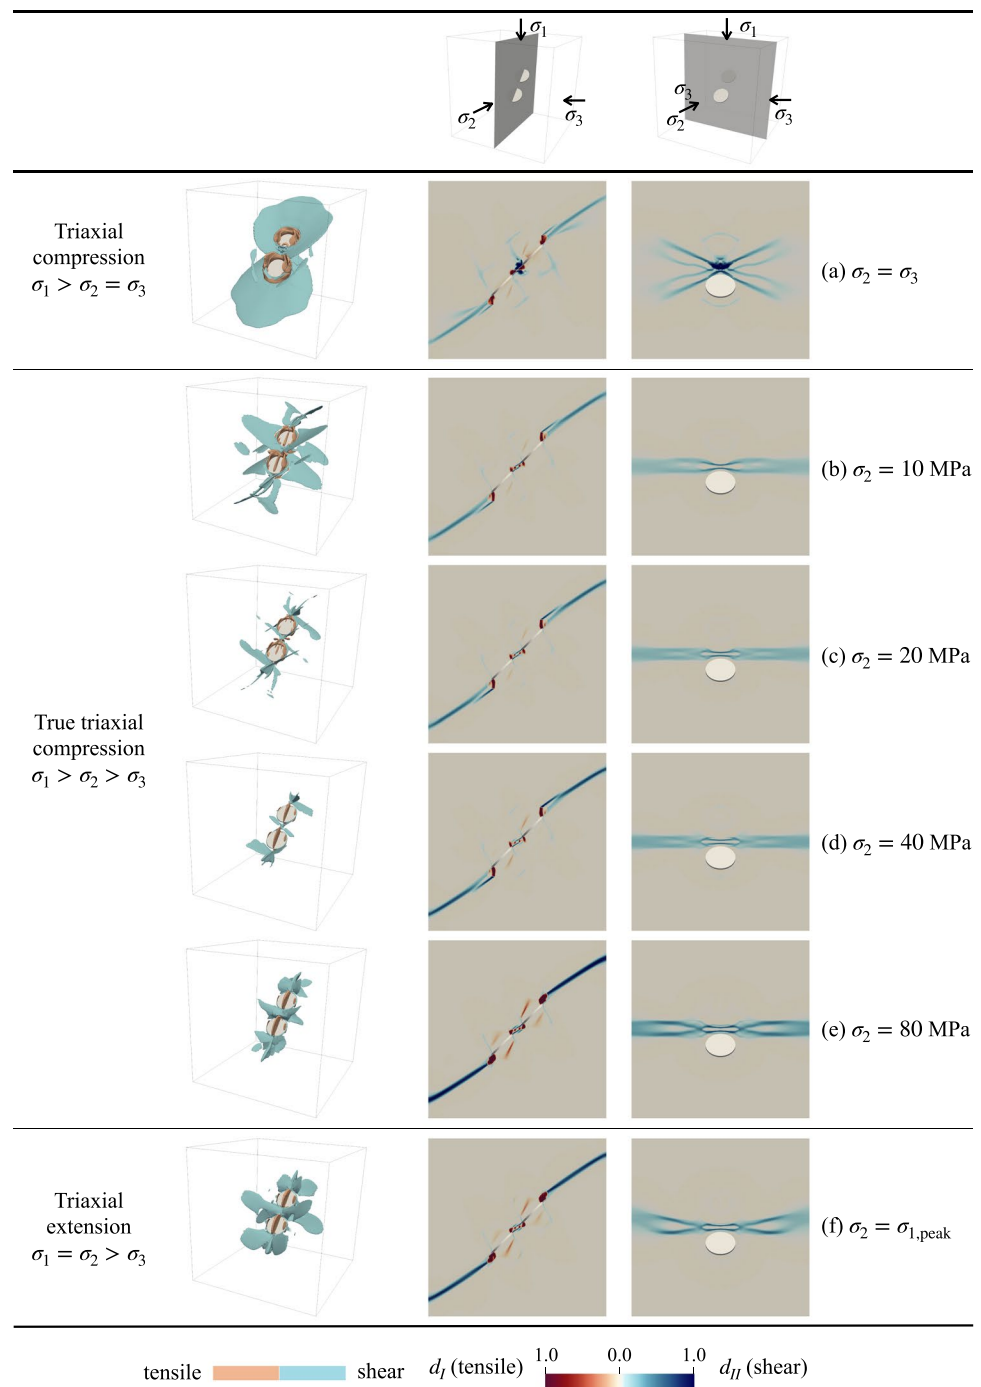 σ1 σ1
σ3
σ2 σ3 σ2 σ3
Triaxial
compression
σ1 > σ2 = σ3
(a) σ2 = σ3
(b) σ2 = 10 MPa
(c) σ2 = 20 MPa
True triaxial
compression
σ1 > σ2 > σ3
(d) σ2 = 40 MPa
(e) σ2 = 80 MPa
Triaxial
extension
σ1 = σ2 > σ3
(f) σ2 = σ1,peak
tensile shear dI (tensile) 1.0 0.0 1.0 dII (shear)